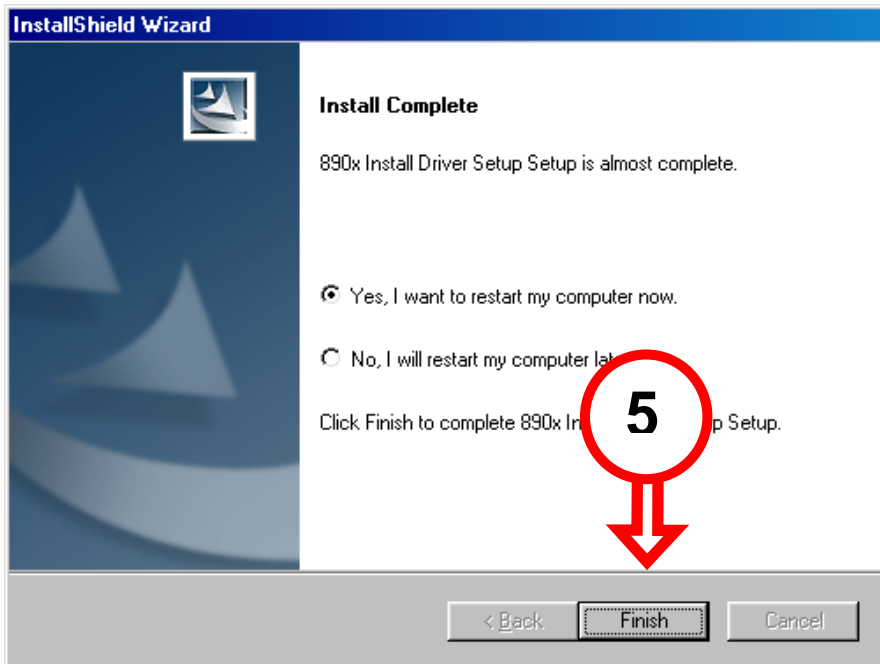 InstallShield Wizard
Install Complete
890x Install Driver Setup Setup is almost complete.
Yes, I want to restart my computer now.
No, I will restart my computer
Click Finish to complete 890x Setup.
5
< Back
Finish
Cancel